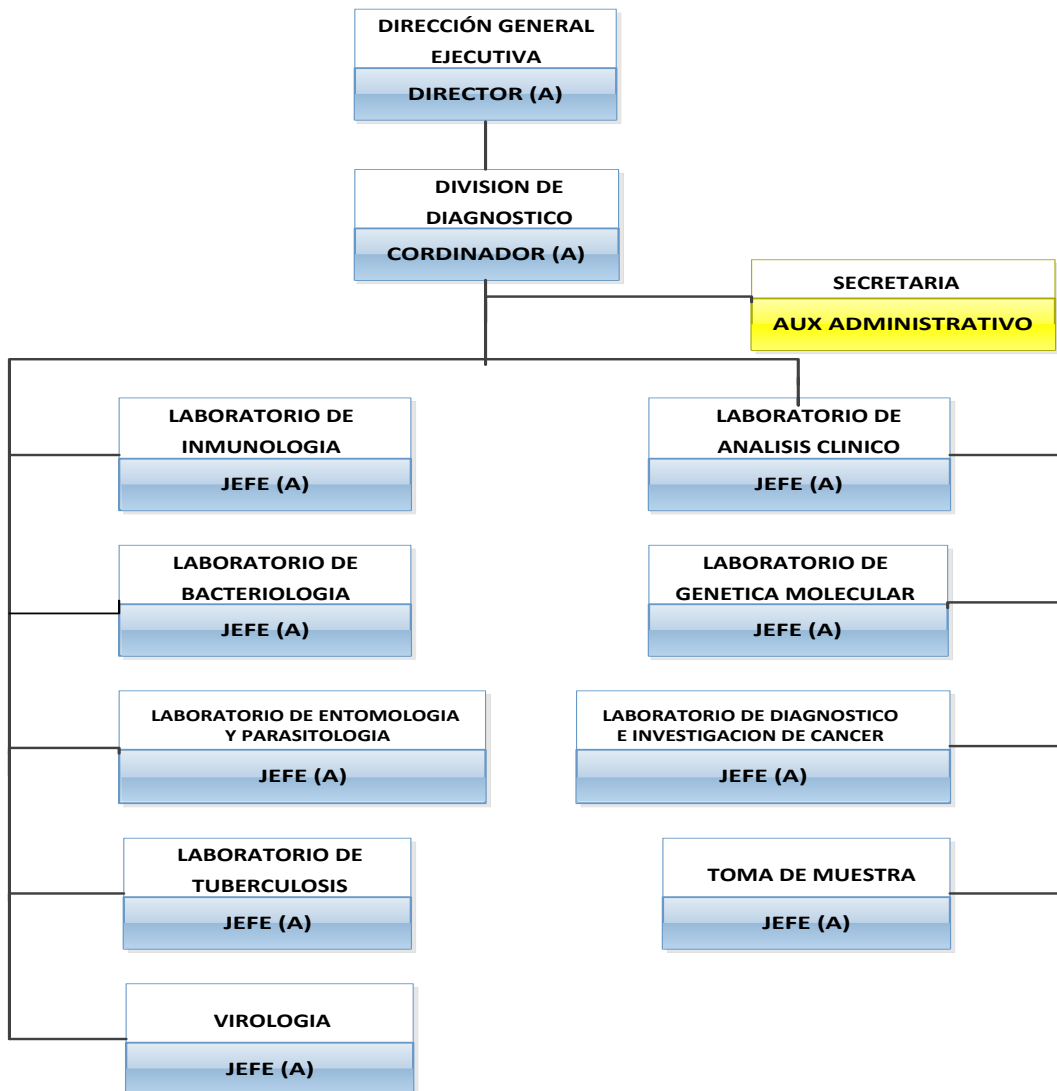 DIRECCIÓN GENERAL
EJECUTIVA
DIRECTOR (A)
DIVISION DE
DIAGNOSTICO
CORDINADOR (A)
SECRETARIA
AUX ADMINISTRATIVO
LABORATORIO DE
INMUNOLOGIA
JEFE (A)
LABORATORIO DE
ANALISIS CLINICO
JEFE (A)
LABORATORIO DE
BACTERIOLOGIA
JEFE (A)
LABORATORIO DE
GENETICA MOLECULAR
JEFE (A)
LABORATORIO DE ENTOMOLOGIA
Y PARASITOLOGIA
JEFE (A)
LABORATORIO DE DIAGNOSTICO
E INVESTIGACION DE CANCER
JEFE (A)
LABORATORIO DE
TUBERCULOSIS
JEFE (A)
TOMA DE MUESTRA
JEFE (A)
VIROLOGIA
JEFE (A)